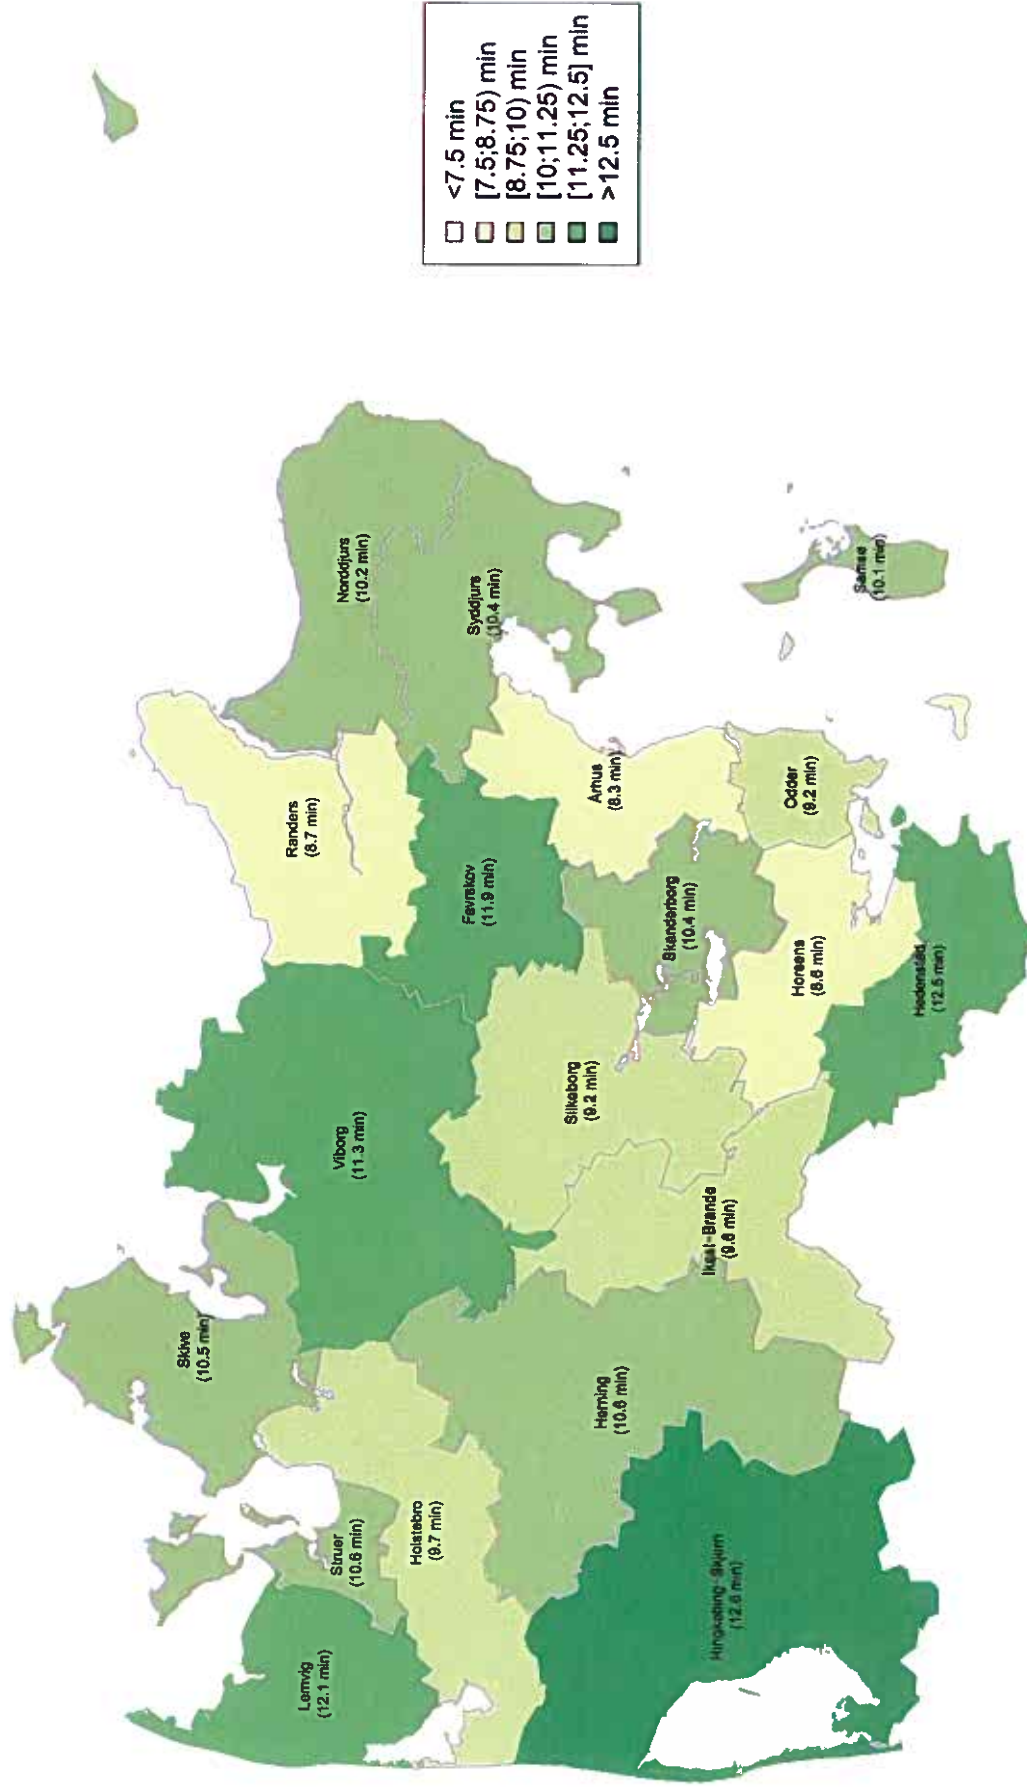 <7.5 min
[7.5;8.75) min
[8.75;10) min
[10;11.25) min
[11.25;12.5] min
>12.5 min
Skive
(10.5 min)
Lemvig
(12.1 min)
Struer
(10.6 min)
Holstebro
(9.7 min)
Viborg
(11.3 min)
Randers
(8.7 min)
Norddjurs
(10.2 min)
Syddjurs
(10.4 min)
Favrskov
(11.9 min)
Herning
(10.6 min)
Silkeborg
(9.2 min)
Århus
(8.3 min)
Skanderborg
(10.4 min)
Ikast-Brande
(9.8 min)
Ringkøbing-Skjern
(12.6 min)
Horsens
(8.6 min)
Odder
(9.2 min)
Samsø
(10.1 min)
Hedensted
(12.5 min)